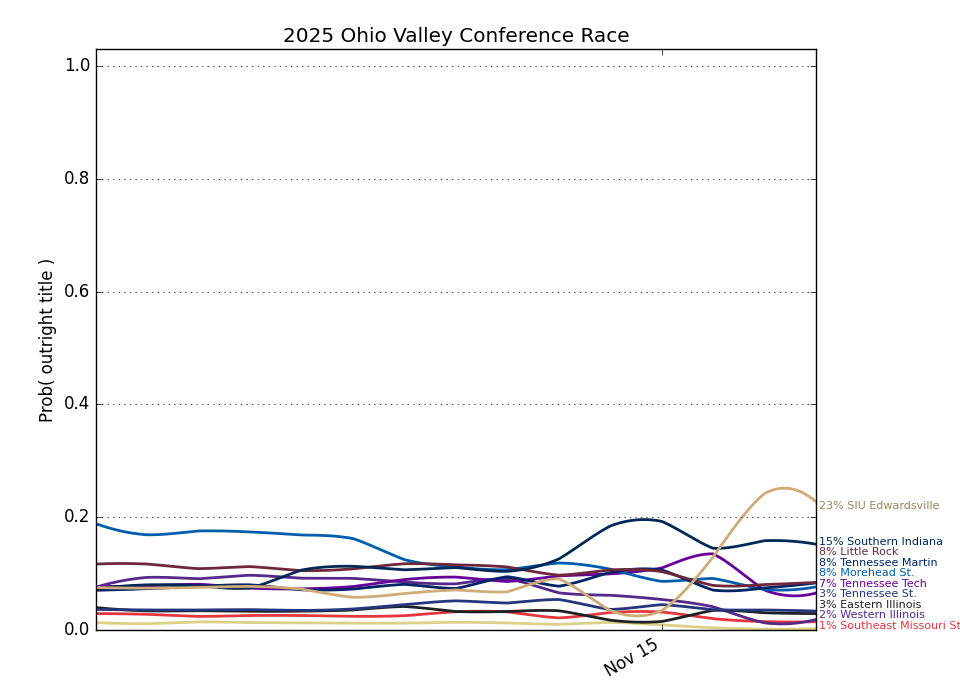 2025 Ohio Valley Conference Race
1.0
0.8
0.6
0.4
0.2
0.0
Prob( outright title )
Nov 15
23% SIU Edwardsville
15% Southern Indiana
8% Little Rock
8% Tennessee Martin
8% Morehead St.
7% Tennessee Tech
3% Tennessee St.
3% Eastern Illinois
2% Western Illinois
1% Southeast Missouri St